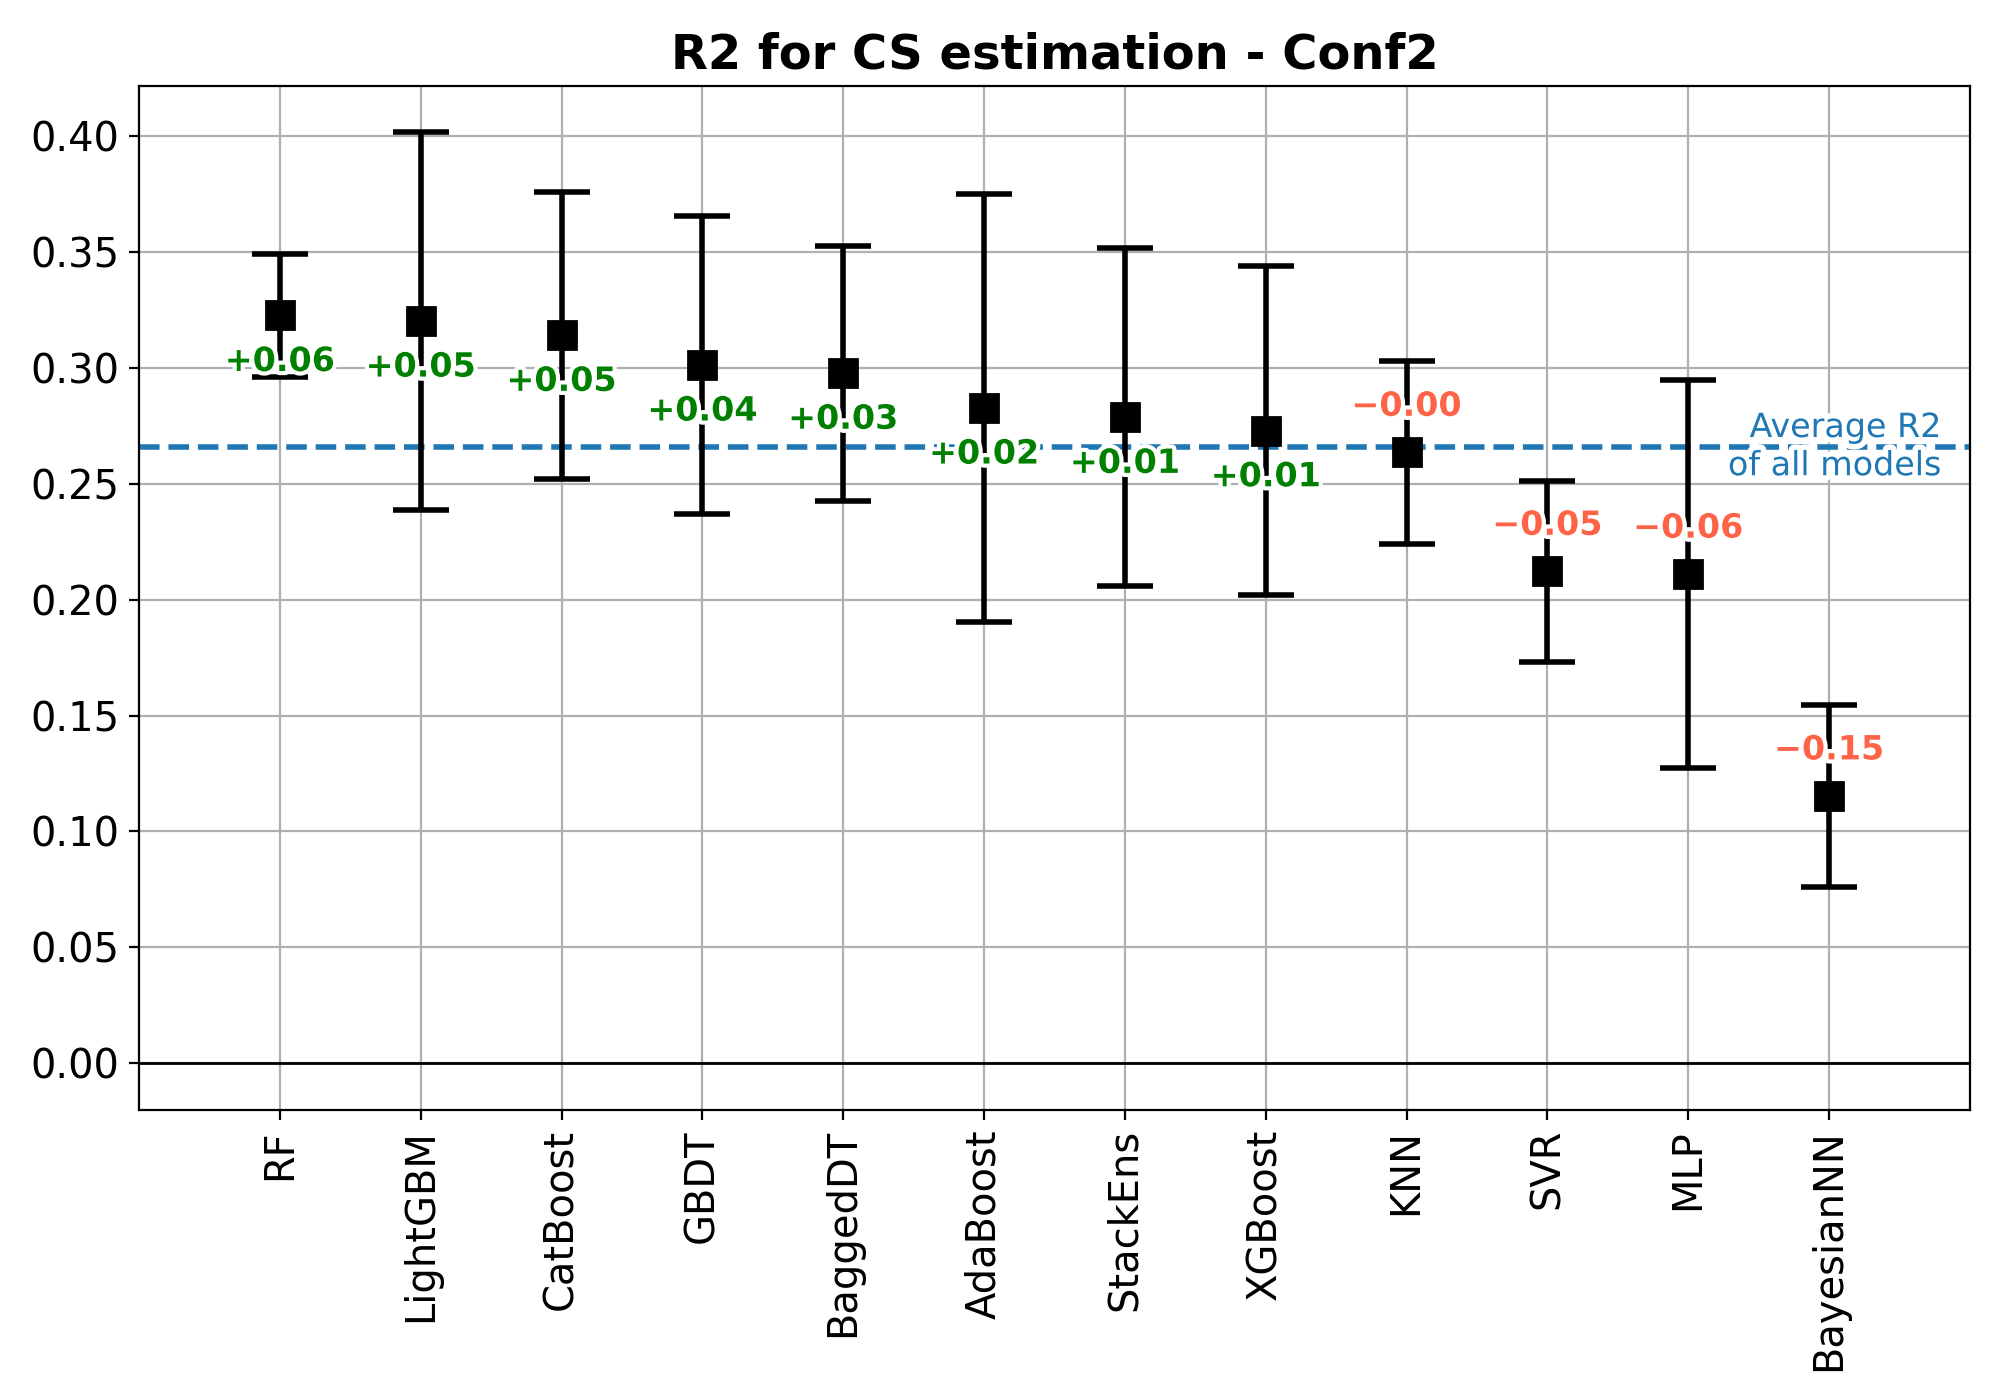 R2 for CS estimation - Conf2
0.40
0.35
0.30
0.25
0.20
0.15
0.10
0.05
0.00
+0.06
+0.05
+0.05
+0.04
+0.03
+0.02
+0.01
+0.01
−0.00
−0.05
−0.06
−0.15
Average R2
of all models
RF
LightGBM
CatBoost
GBDT
BaggedDT
AdaBoost
StackEns
XGBoost
KNN
SVR
MLP
BayesianNN